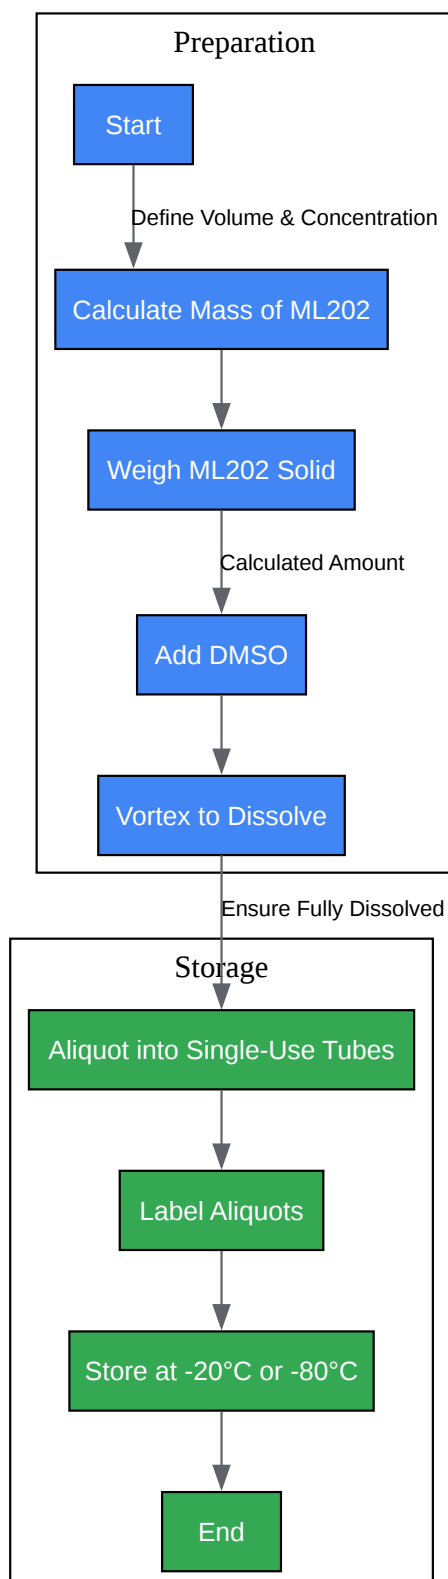 Preparation
Start
Define Volume & Concentration
Calculate Mass of ML202
Weigh ML202 Solid
Calculated Amount
Add DMSO
Vortex to Dissolve
Ensure Fully Dissolved
Storage
Aliquot into Single-Use Tubes
Label Aliquots
Store at -20°C or -80°C
End